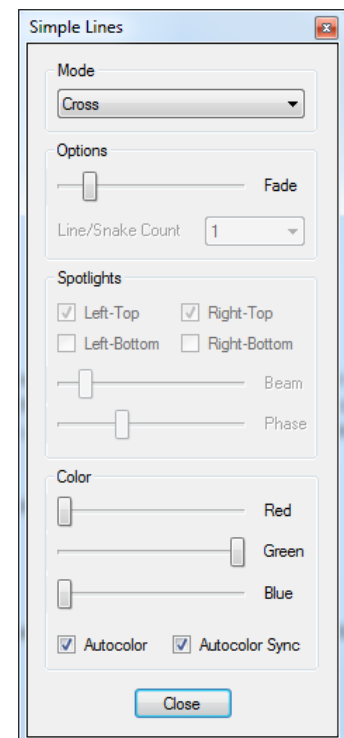 Simple Lines
Mode
Cross
Options
Fade
Line/Snake Count 1
Spotlights
Left-Top Right-Top
Left-Bottom Right-Bottom
Beam
Phase
Color
Red
Green
Blue
Autocolor Autocolor Sync
Close